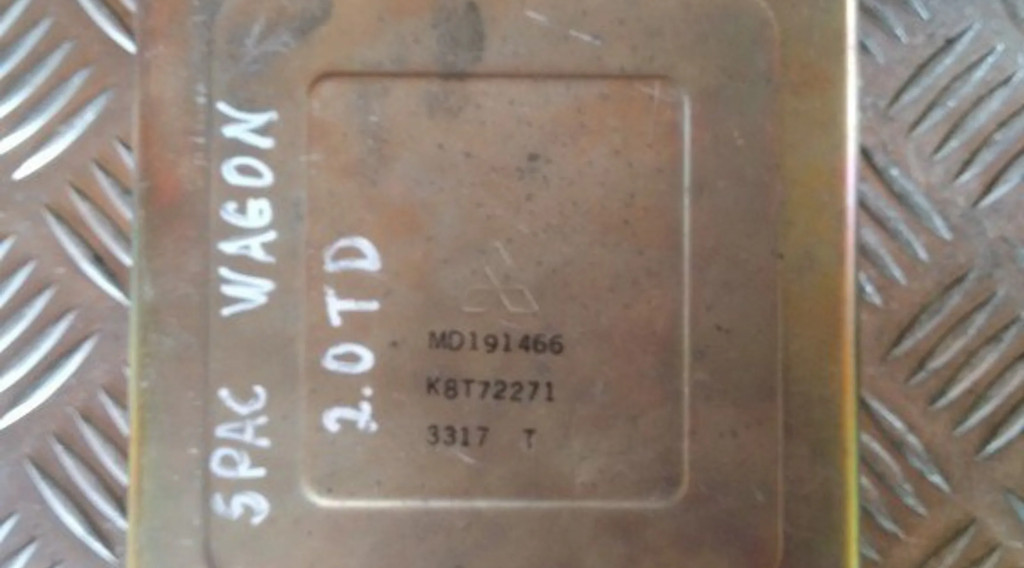 SPAC WAGON
2.0TD
MD191466
K8T72271
3317 T